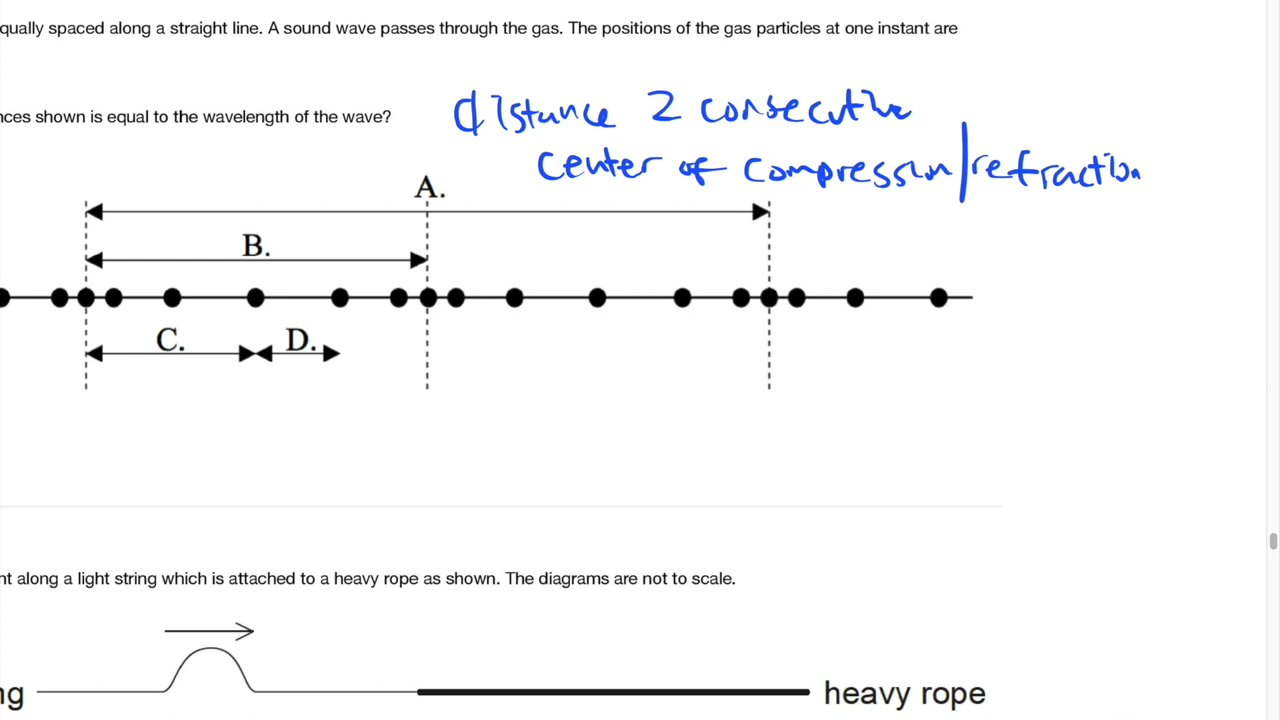 qually spaced along a straight line. A sound wave passes through the gas. The positions of the gas particles at one instant are
nces shown is equal to the wavelength of the wave?
distance 2 consecutive
center of compression/refraction
A.
B.
C.
D.
nt along a light string which is attached to a heavy rope as shown. The diagrams are not to scale.
ng
heavy rope